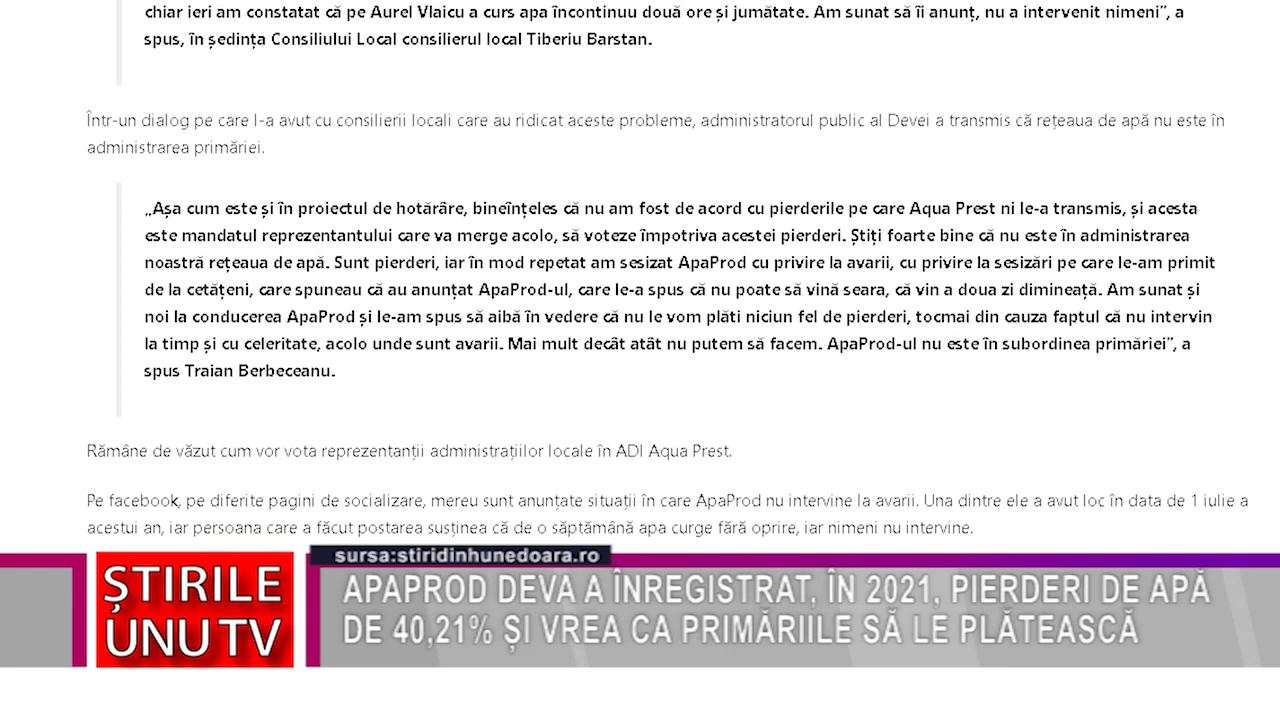 chiar ieri am constatat că pe Aurel Vlaicu a curs apa încontinuu două ore și jumătate. Am sunat să îi anunț, nu a intervenit nimeni”, a
spus, în ședința Consiliului Local consilierul local Tiberiu Barstan.
Într-un dialog pe care l-a avut cu consilierii locali care au ridicat aceste probleme, administratorul public al Devei a transmis că rețeaua de apă nu este în
administrarea primăriei.
„Așa cum este și în proiectul de hotărâre, bineînțeles că nu am fost de acord cu pierderile pe care Aqua Prest ni le-a transmis, și acesta
este mandatul reprezentantului care va merge acolo, să voteze împotriva acestei pierderi. Știți foarte bine că nu este în administrarea
noastră rețeaua de apă. Sunt pierderi, iar în mod repetat am sesizat ApaProd cu privire la avarii, cu privire la sesizări pe care le-am primit
de la cetățeni, care spuneau că au anunțat ApaProd-ul, care le-a spus că nu poate să vină seara, că vin a doua zi dimineață. Am sunat și
noi la conducerea ApaProd și le-am spus să aibă în vedere că nu le vom plăti niciun fel de pierderi, tocmai din cauza faptul că nu intervin
la timp și cu celeritate, acolo unde sunt avarii. Mai mult decât atât nu putem să facem. ApaProd-ul nu este în subordinea primăriei”, a
spus Traian Berbeceanu.
Rămâne de văzut cum vor vota reprezentanții administrațiilor locale în ADI Aqua Prest.
Pe facebook, pe diferite pagini de socializare, mereu sunt anunțate situații în care ApaProd nu intervine la avarii. Una dintre ele a avut loc în data de 1 iulie a
acestui an, iar persoana care a făcut postarea susținea că de o săptămână apa curge fără oprire, iar nimeni nu intervine.
sursa:stiridinhunedoara.ro
ȘTIRILE
UNU TV
APAPROD DEVA A ÎNREGISTRAT, ÎN 2021, PIERDERI DE APĂ
DE 40,21% ȘI VREA CA PRIMĂRIILE SĂ LE PLĂTEASCĂ